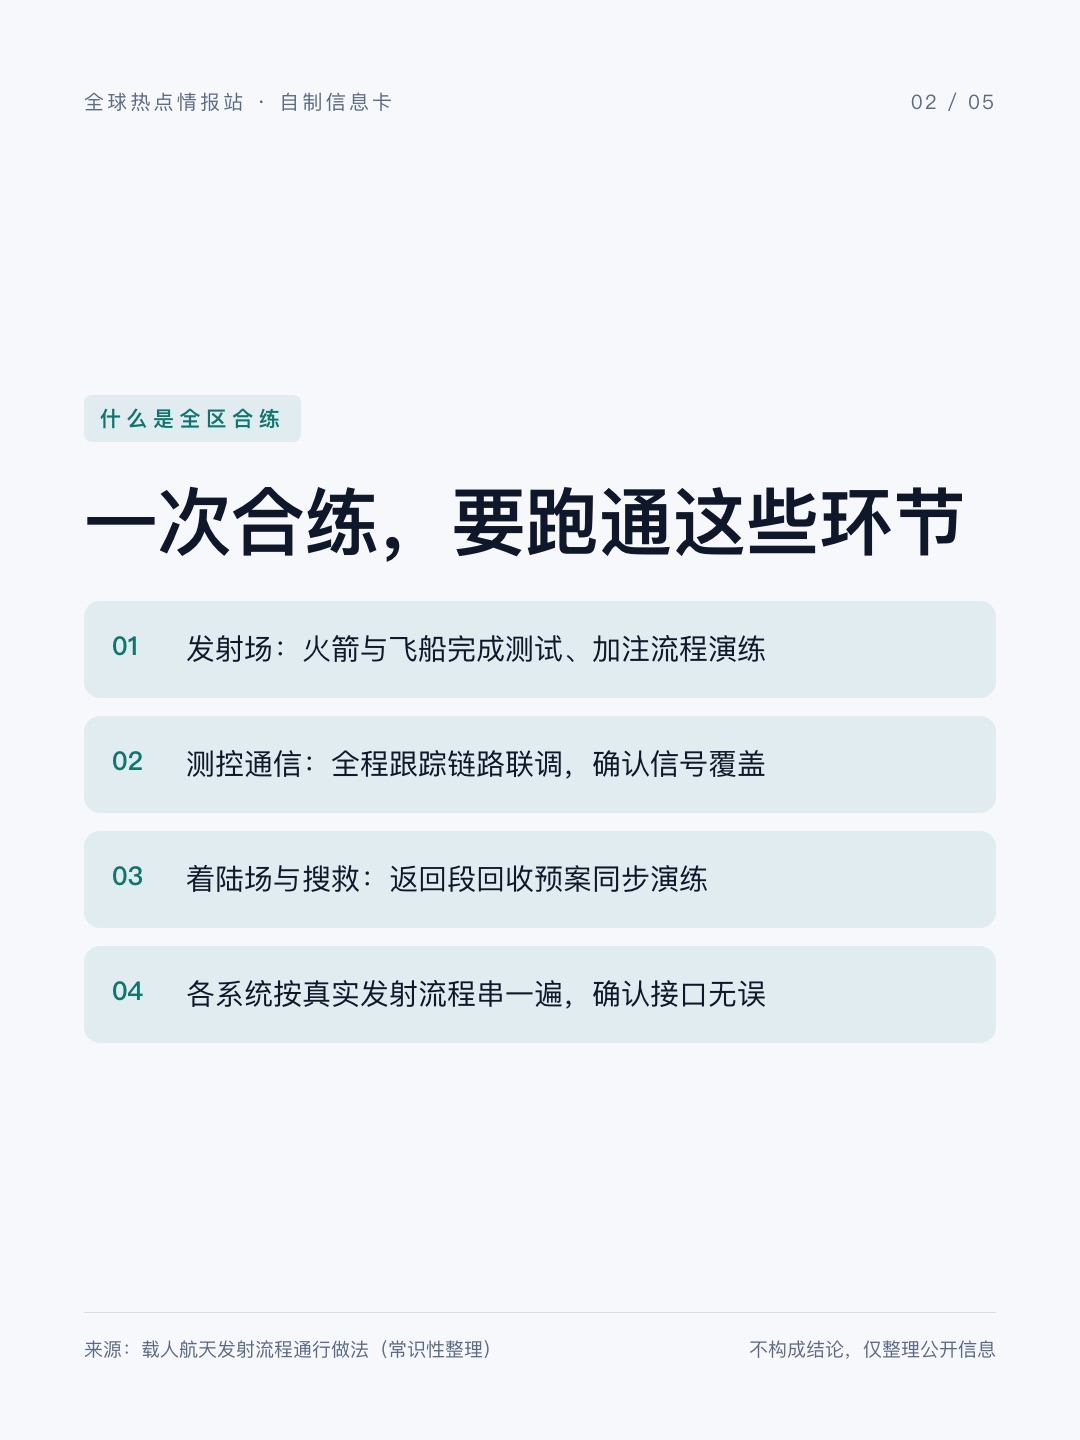 全球热点情报站 · 自制信息卡
02 / 05
什么是全区合练
一次合练，要跑通这些环节
01 发射场：火箭与飞船完成测试、加注流程演练
02 测控通信：全程跟踪链路联调，确认信号覆盖
03 着陆场与搜救：返回段回收预案同步演练
04 各系统按真实发射流程串一遍，确认接口无误
来源：载人航天发射流程通行做法（常识性整理）
不构成结论，仅整理公开信息